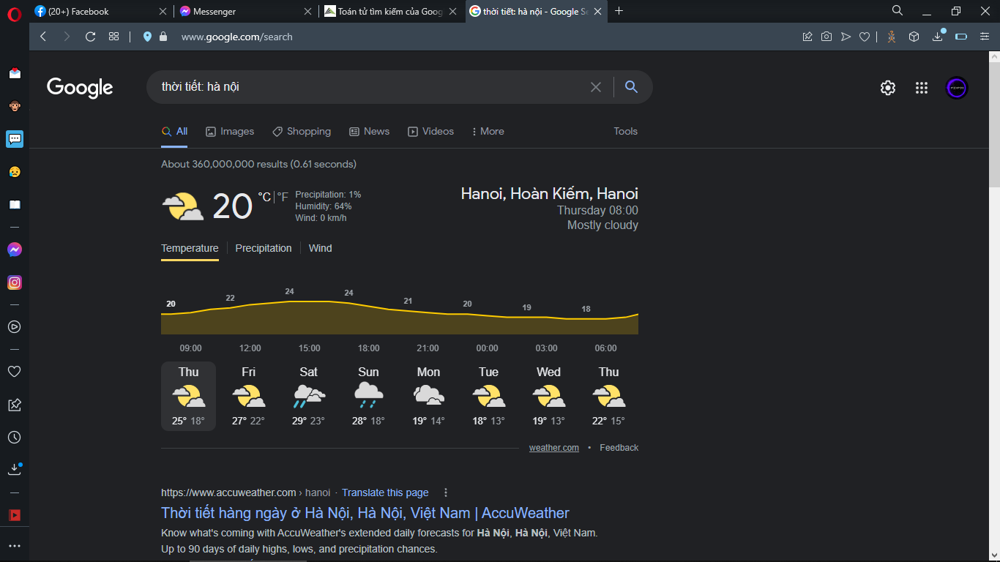 (20+) Facebook
Messenger
Toán tử tìm kiếm của Goog
thời tiết: hà nội - Google Se
www.google.com/search
Google
thời tiết: hà nội
All
Images
Shopping
News
Videos
More
Tools
About 360,000,000 results (0.61 seconds)
20 °C | °F
Precipitation: 1%
Humidity: 64%
Wind: 0 km/h
Hanoi, Hoàn Kiếm, Hanoi
Thursday 08:00
Mostly cloudy
Temperature
Precipitation
Wind
20 22 24 24 21 20 19 18
09:00 12:00 15:00 18:00 21:00 00:00 03:00 06:00
Thu Fri Sat Sun Mon Tue Wed Thu
25° 18° 27° 22° 29° 23° 28° 18° 19° 14° 18° 13° 19° 13° 22° 15°
weather.com • Feedback
https://www.accuweather.com › hanoi · Translate this page
Thời tiết hàng ngày ở Hà Nội, Hà Nội, Việt Nam | AccuWeather
Know what's coming with AccuWeather's extended daily forecasts for Hà Nội, Hà Nội, Việt Nam.
Up to 90 days of daily highs, lows, and precipitation chances.